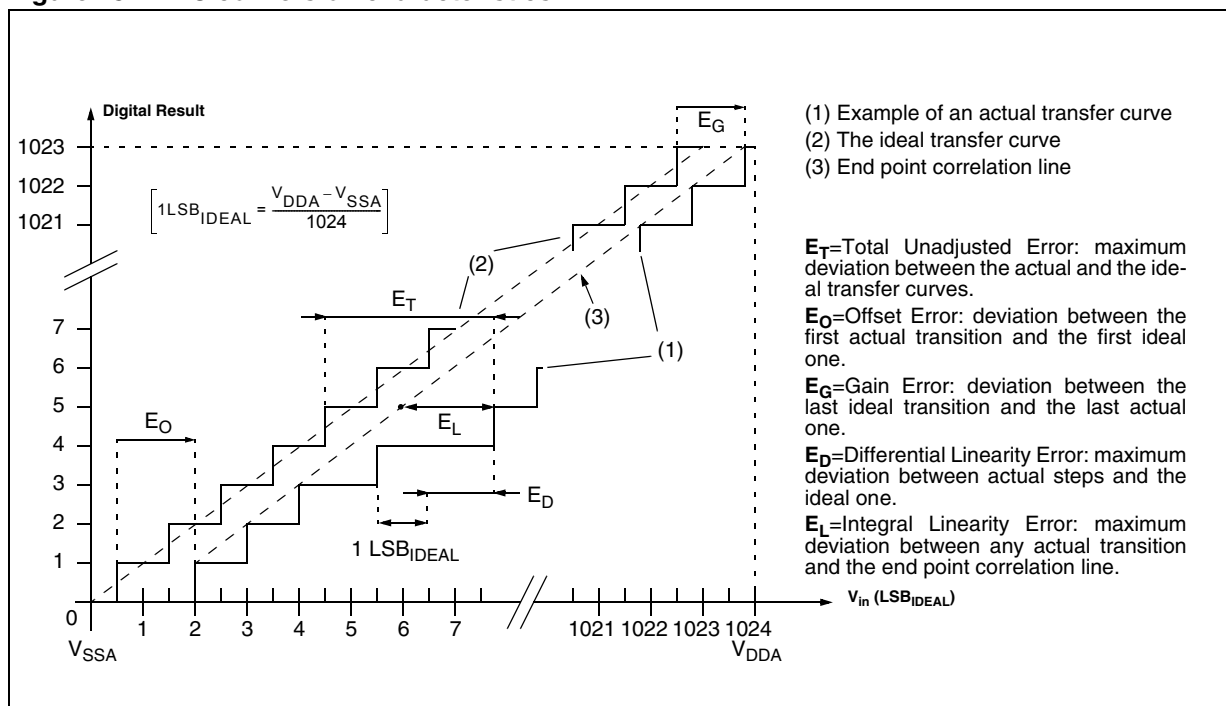 Digital Result
1023
1022
1021
7
6
5
4
3
2
1
0
1LSB_IDEAL = (V_DDA – V_SSA) / 1024
E_G
(2)
E_T
(3)
(1)
E_O
E_L
E_D
1 LSB_IDEAL
1 2 3 4 5 6 7 1021 1022 1023 1024
V_SSA V_DDA
V_in (LSB_IDEAL)
(1) Example of an actual transfer curve
(2) The ideal transfer curve
(3) End point correlation line
E_T=Total Unadjusted Error: maximum
deviation between the actual and the ide-
al transfer curves.
E_O=Offset Error: deviation between the
first actual transition and the first ideal
one.
E_G=Gain Error: deviation between the
last ideal transition and the last actual
one.
E_D=Differential Linearity Error: maximum
deviation between actual steps and the
ideal one.
E_L=Integral Linearity Error: maximum
deviation between any actual transition
and the end point correlation line.